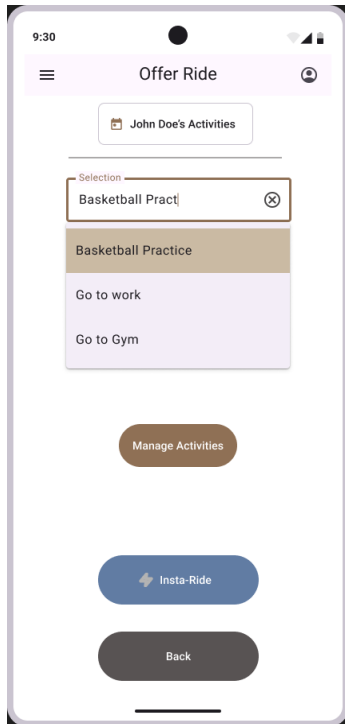 9:30
Offer Ride
John Doe's Activities
Selection
Basketball Pract
Basketball Practice
Go to work
Go to Gym
Manage Activities
Insta-Ride
Back